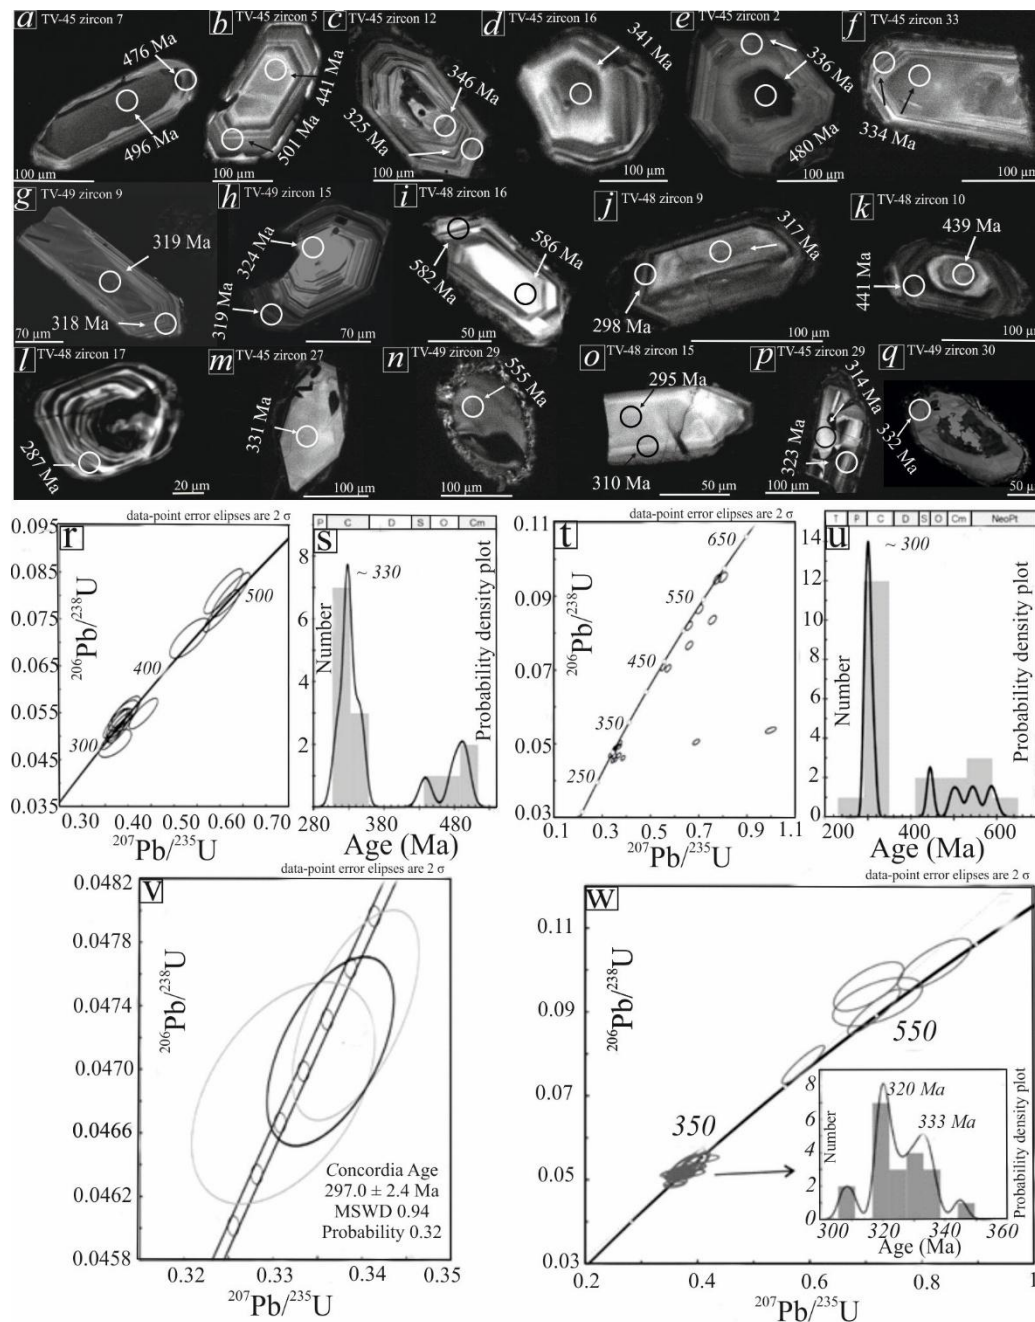 a TV-45 zircon 7
476 Ma
496 Ma
100 µm
b TV-45 zircon 5
441 Ma
501 Ma
100 µm
c TV-45 zircon 12
346 Ma
325 Ma
100 µm
d TV-45 zircon 16
341 Ma
100 µm
e TV-45 zircon 2
336 Ma
480 Ma
100 µm
f TV-45 zircon 33
334 Ma
100 µm
g TV-49 zircon 9
319 Ma
318 Ma
70 µm
h TV-49 zircon 15
324 Ma
319 Ma
70 µm
i TV-48 zircon 16
582 Ma
586 Ma
50 µm
j TV-48 zircon 9
317 Ma
298 Ma
100 µm
k TV-48 zircon 10
439 Ma
441 Ma
100 µm
l TV-48 zircon 17
287 Ma
20 µm
m TV-45 zircon 27
331 Ma
100 µm
n TV-49 zircon 29
555 Ma
100 µm
o TV-48 zircon 15
295 Ma
310 Ma
50 µm
p TV-45 zircon 29
314 Ma
323 Ma
100 µm
q TV-49 zircon 30
332 Ma
50 µ
data-point error elipses are 2 σ
r
0.095
0.085
0.075
0.065
0.055
0.045
0.035
206Pb/238U
500
400
300
0.30 0.40 0.50 0.60 0.70
207Pb/235U
P C D S O Cm
s
~ 330
Number
Probability density plot
8
6
4
2
280 380 480
Age (Ma)
data-point error elipses are 2 σ
t
0.11
0.09
0.07
0.05
0.03
206Pb/238U
650
550
450
350
250
0.1 0.3 0.5 0.7 0.9 1.1
207Pb/235U
T P C D S O Cm NeoPt
u
~ 300
Number
Probability density plot
14
12
10
8
6
4
2
0
200 400 600
Age (Ma)
data-point error elipses are 2 σ
v
0.0482
0.0478
0.0474
0.0470
0.0466
0.0462
0.0458
206Pb/238U
Concordia Age
297.0 ± 2.4 Ma
MSWD 0.94
Probability 0.32
0.32 0.33 0.34 0.35
207Pb/235U
data-point error elipses are 2 σ
w
0.11
0.09
0.07
0.05
0.03
206Pb/238U
550
350
8
6
4
2
0
Number
320 Ma
333 Ma
Probability density plot
300 320 340 360
Age (Ma)
0.2 0.4 0.6 0.8 1
207Pb/235U